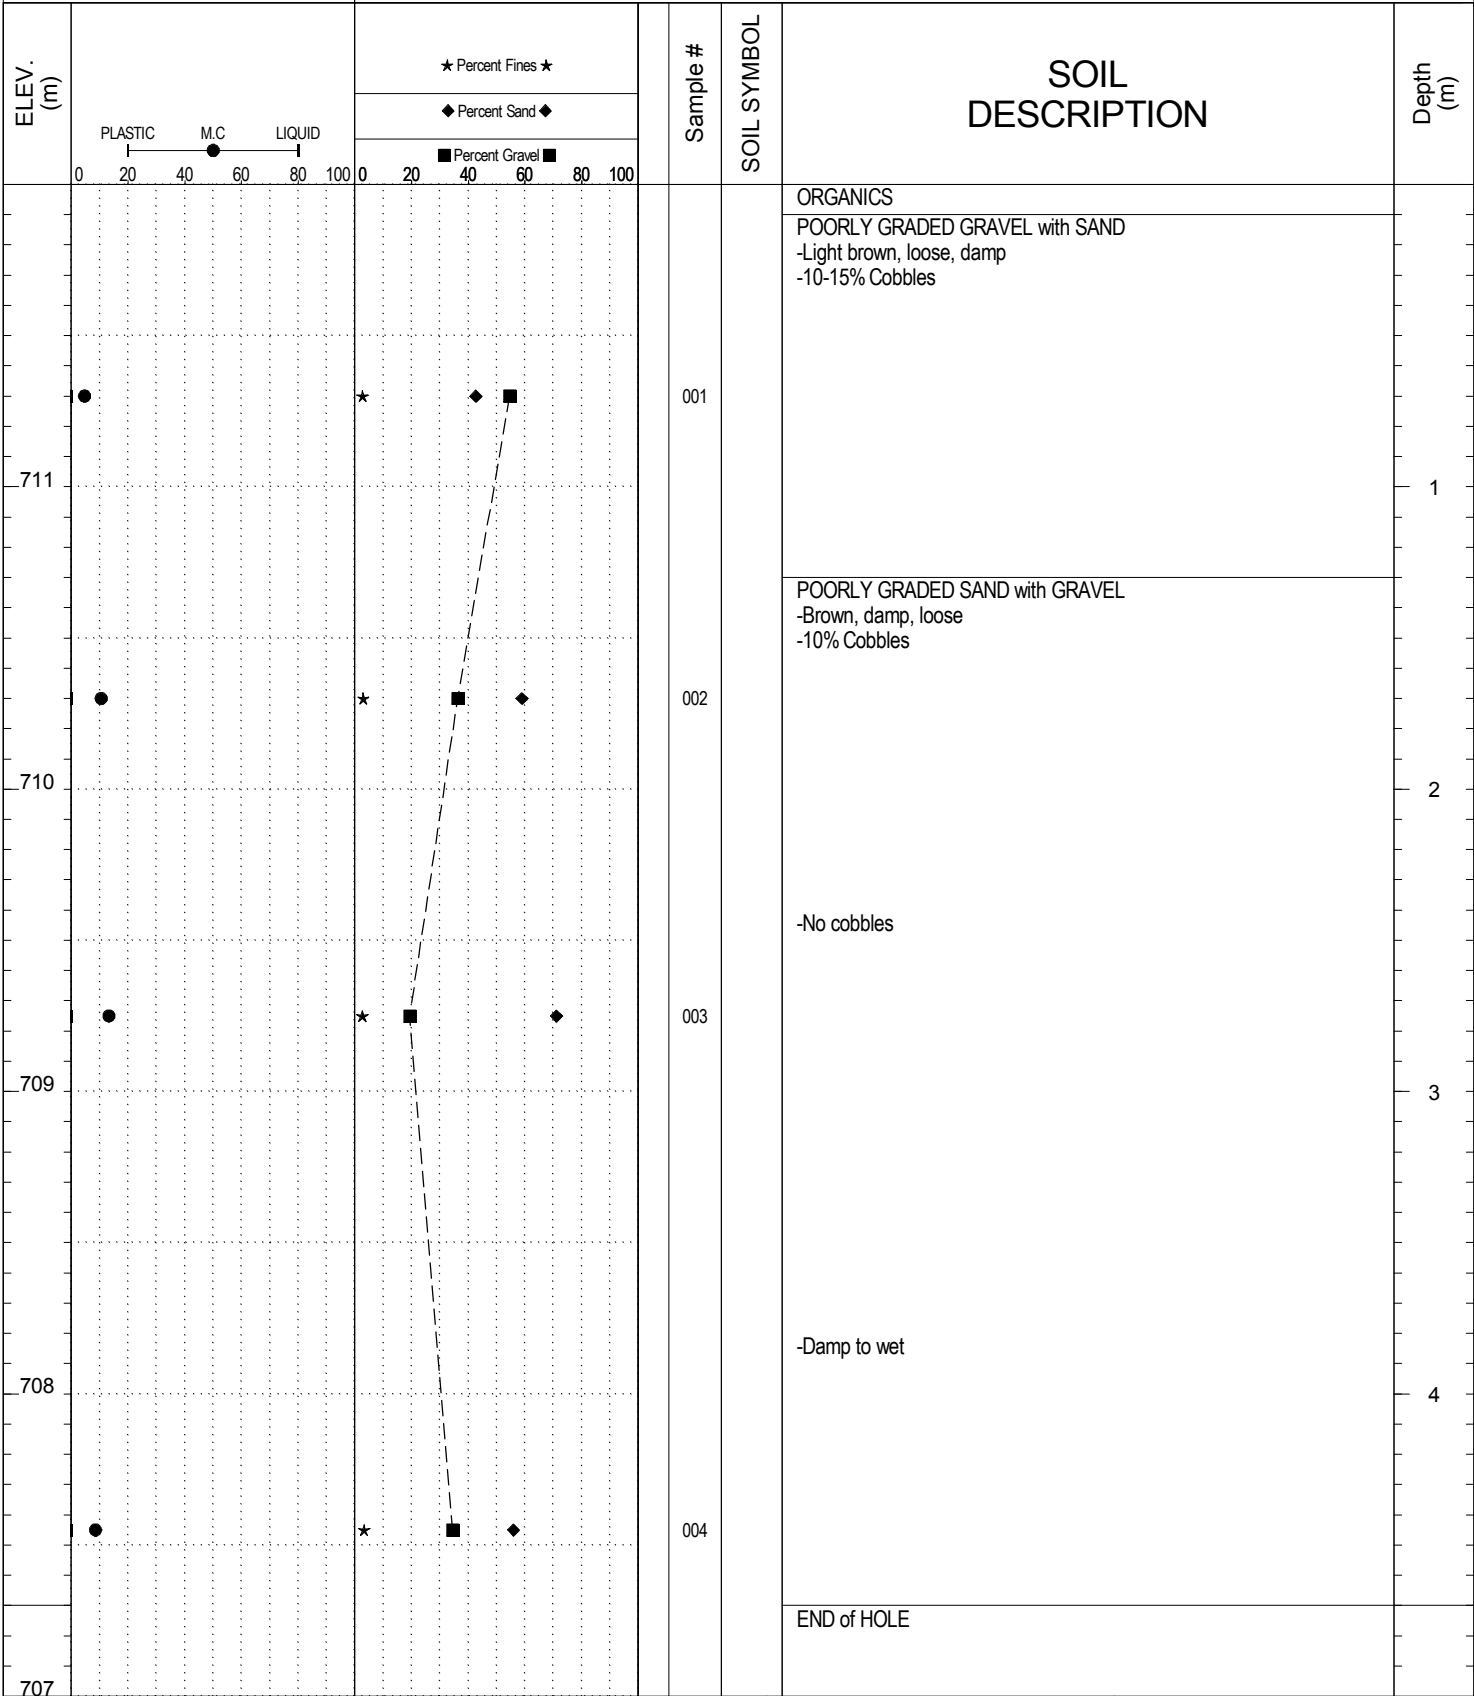 ELEV.
(m)
PLASTIC M.C LIQUID
0 20 40 60 80 100
★ Percent Fines ★
◆ Percent Sand ◆
■ Percent Gravel ■
0 20 40 60 80 100
Sample #
SOIL SYMBOL
SOIL
DESCRIPTION
Depth
(m)
ORGANICS
POORLY GRADED GRAVEL with SAND
-Light brown, loose, damp
-10-15% Cobbles
001
711
1
POORLY GRADED SAND with GRAVEL
-Brown, damp, loose
-10% Cobbles
002
710
2
-No cobbles
003
709
3
-Damp to wet
708
4
004
END of HOLE
707